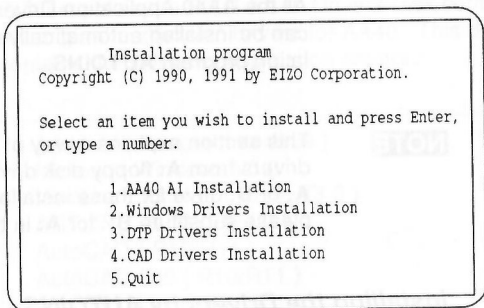 Installation program
Copyright (C) 1990, 1991 by EIZO Corporation.
Select an item you wish to install and press Enter,
or type a number.
1.AA40 AI Installation
2.Windows Drivers Installation
3.DTP Drivers Installation
4.CAD Drivers Installation
5.Quit